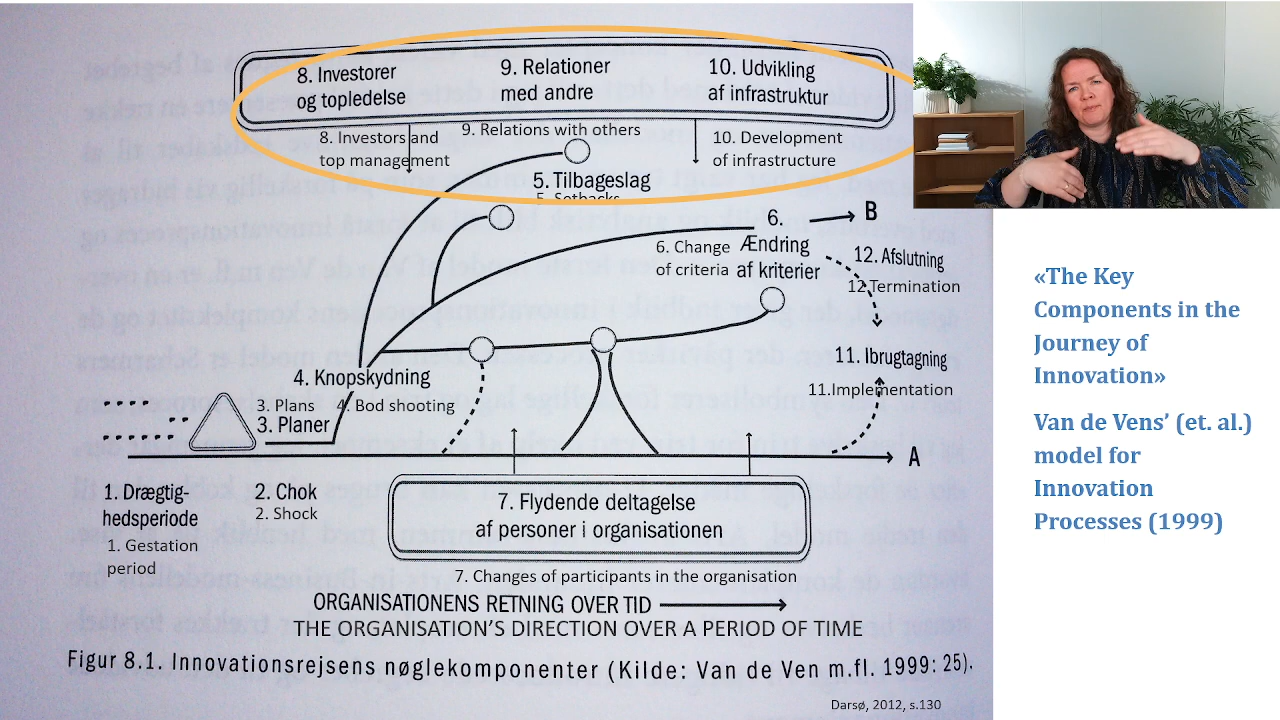 8. Investorer
og topledelse
9. Relationer
med andre
10. Udvikling
af infrastruktur
8. Investors and
top management
9. Relations with others
10. Development
of infrastructure
5. Tilbageslag
5. Setbacks
6.
Ændring
af kriterier
6. Change
of criteria
B
12. Afslutning
12 Termination
11. Ibrugtagning
11.Implementation
4. Knopskydning
4. Bod shooting
3. Plans
3. Planer
A
1. Drægtig-
hedsperiode
1. Gestation
period
2. Chok
2. Shock
7. Flydende deltagelse
af personer i organisationen
7. Changes of participants in the organisation
ORGANISATIONENS RETNING OVER TID
THE ORGANISATION'S DIRECTION OVER A PERIOD OF TIME
Figur 8.1. Innovationsrejsens nøglekomponenter (Kilde: Van de Ven m.fl. 1999: 25).
Darsø, 2012, s.130
«The Key
Components in the
Journey of
Innovation»
Van de Vens’ (et. al.)
model for
Innovation
Processes (1999)